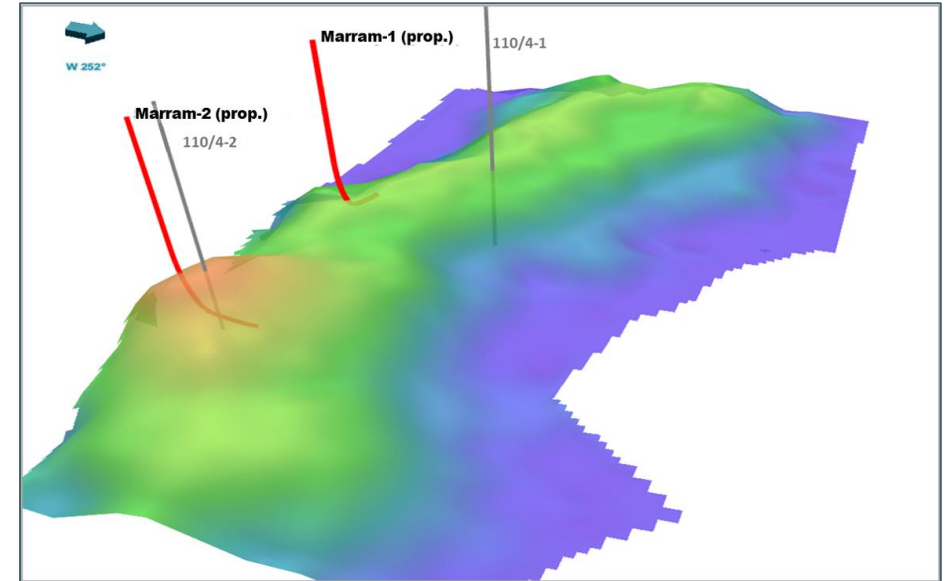 Marram-1 (prop.)
110/4-1
W 252°
Marram-2 (prop.)
110/4-2